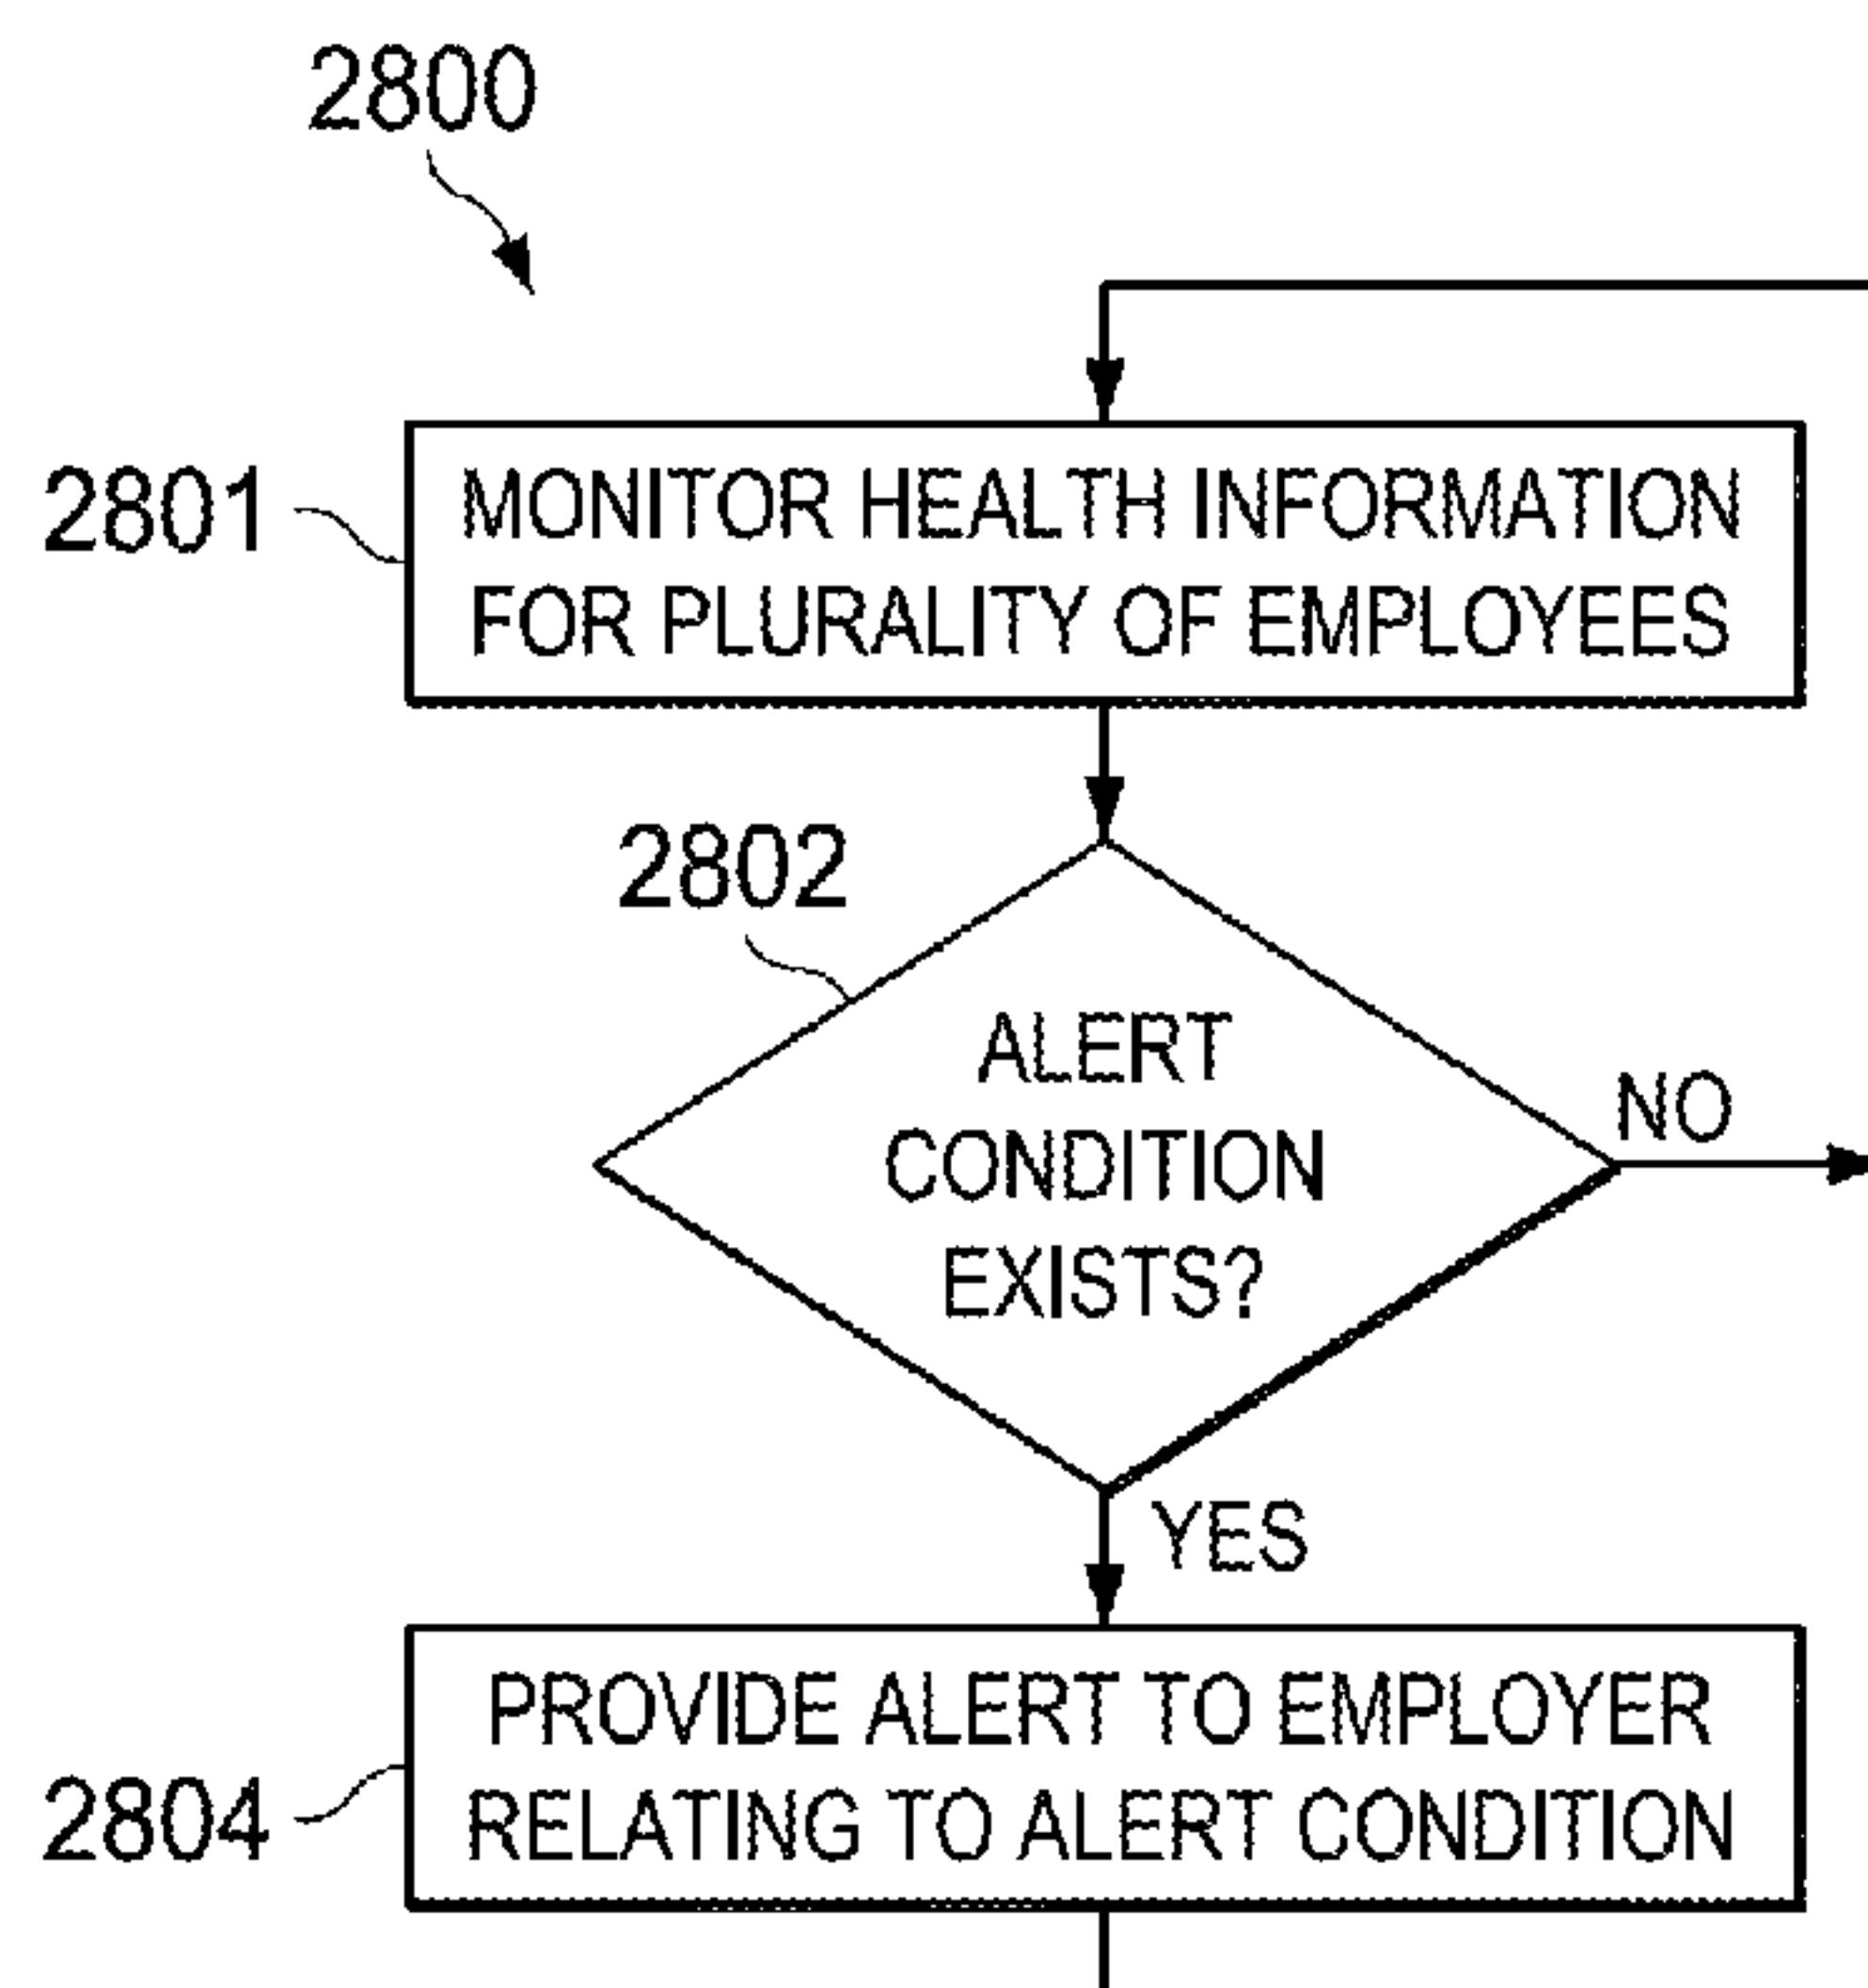 2800
2801
MONITOR HEALTH INFORMATION
FOR PLURALITY OF EMPLOYEES
2802
ALERT
CONDITION
EXISTS?
NO
YES
2804
PROVIDE ALERT TO EMPLOYER
RELATING TO ALERT CONDITION